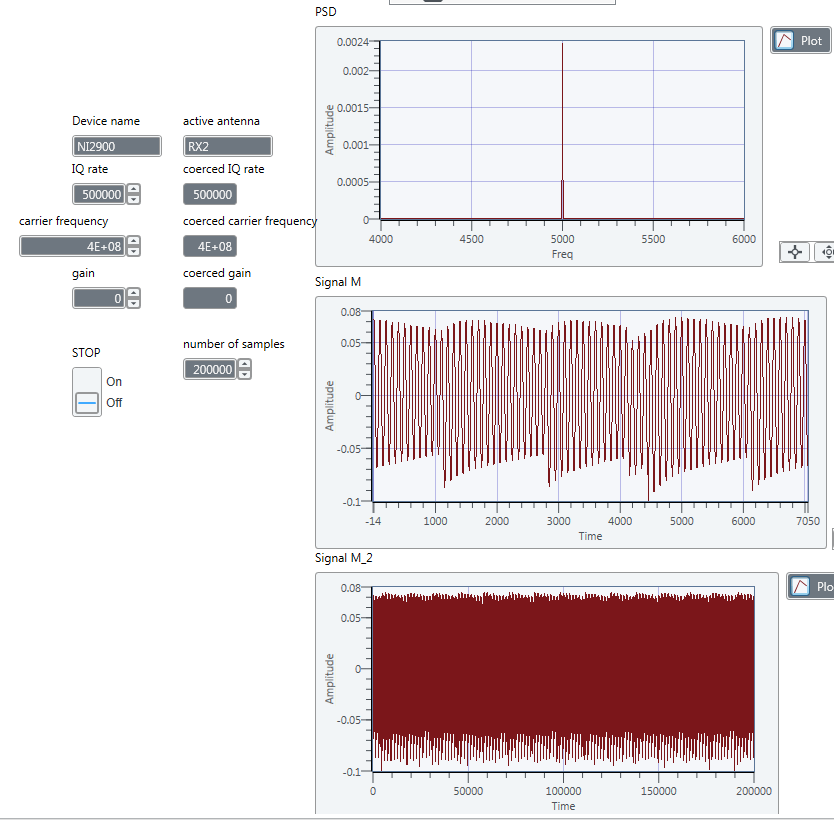 PSD
Plot
0.0024
0.002
0.0015
0.001
0.0005
0
Amplitude
4000 4500 5000 5500 6000
Freq
Device name active antenna
NI2900 RX2
IQ rate coerced IQ rate
500000 500000
carrier frequency coerced carrier frequency
4E+08 4E+08
gain coerced gain
0 0
STOP
On
Off
number of samples
200000
Signal M
0.08
0.05
0
-0.05
-0.1
Amplitude
-14 1000 2000 3000 4000 5000 6000 7050
Time
Signal M_2
Plo
0.08
0.05
0
-0.05
-0.1
Amplitude
0 50000 100000 150000 200000
Time